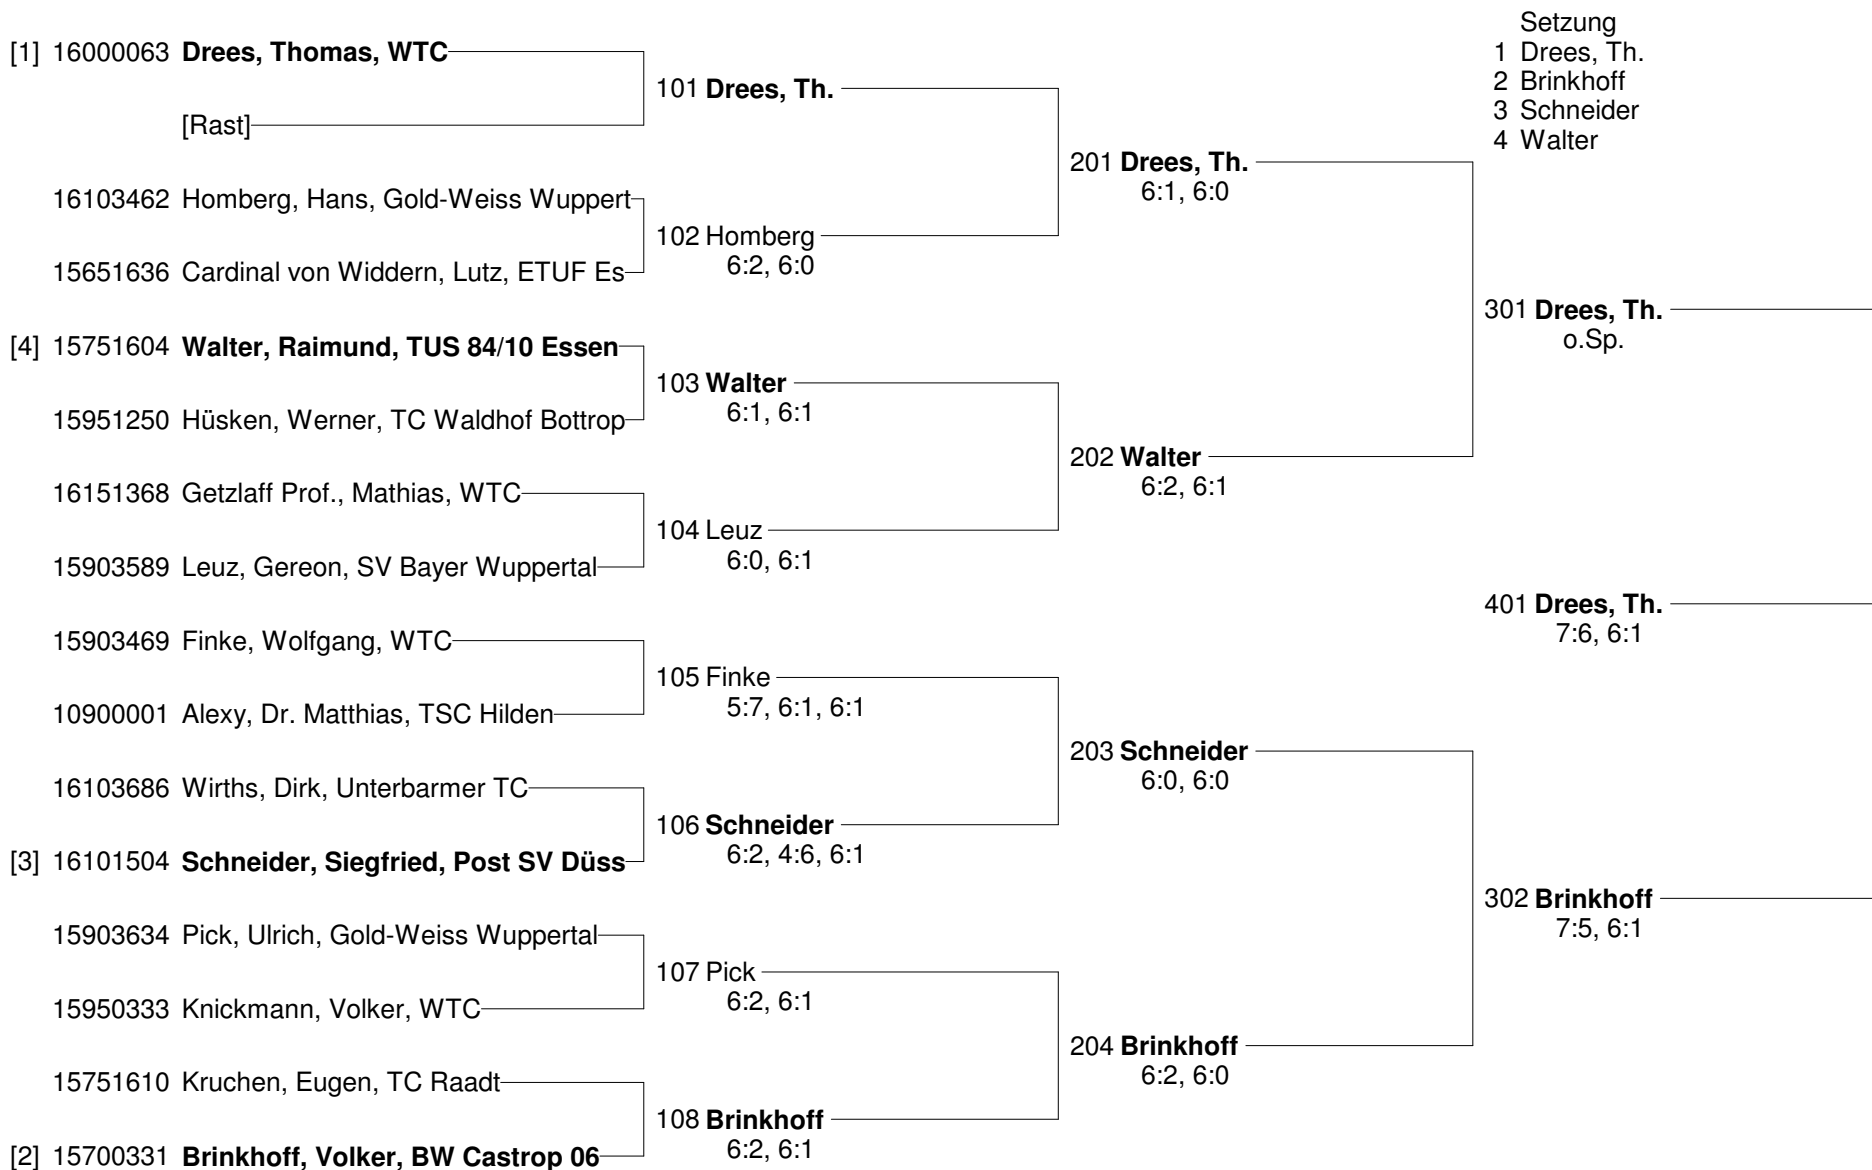 Setzung
1 Drees, Th.
2 Brinkhoff
3 Schneider
4 Walter
[1] 16000063 Drees, Thomas, WTC
[Rast]
101 Drees, Th.
16103462 Homberg, Hans, Gold-Weiss Wuppert
15651636 Cardinal von Widdern, Lutz, ETUF Es
102 Homberg
6:2, 6:0
201 Drees, Th.
6:1, 6:0
[4] 15751604 Walter, Raimund, TUS 84/10 Essen
15951250 Hüsken, Werner, TC Waldhof Bottrop
103 Walter
6:1, 6:1
16151368 Getzlaff Prof., Mathias, WTC
15903589 Leuz, Gereon, SV Bayer Wuppertal
104 Leuz
6:0, 6:1
202 Walter
6:2, 6:1
301 Drees, Th.
o.Sp.
15903469 Finke, Wolfgang, WTC
10900001 Alexy, Dr. Matthias, TSC Hilden
105 Finke
5:7, 6:1, 6:1
16103686 Wirths, Dirk, Unterbarmer TC
[3] 16101504 Schneider, Siegfried, Post SV Düss
106 Schneider
6:2, 4:6, 6:1
203 Schneider
6:0, 6:0
15903634 Pick, Ulrich, Gold-Weiss Wuppertal
15950333 Knickmann, Volker, WTC
107 Pick
6:2, 6:1
15751610 Kruchen, Eugen, TC Raadt
[2] 15700331 Brinkhoff, Volker, BW Castrop 06
108 Brinkhoff
6:2, 6:1
204 Brinkhoff
6:2, 6:0
302 Brinkhoff
7:5, 6:1
401 Drees, Th.
7:6, 6:1